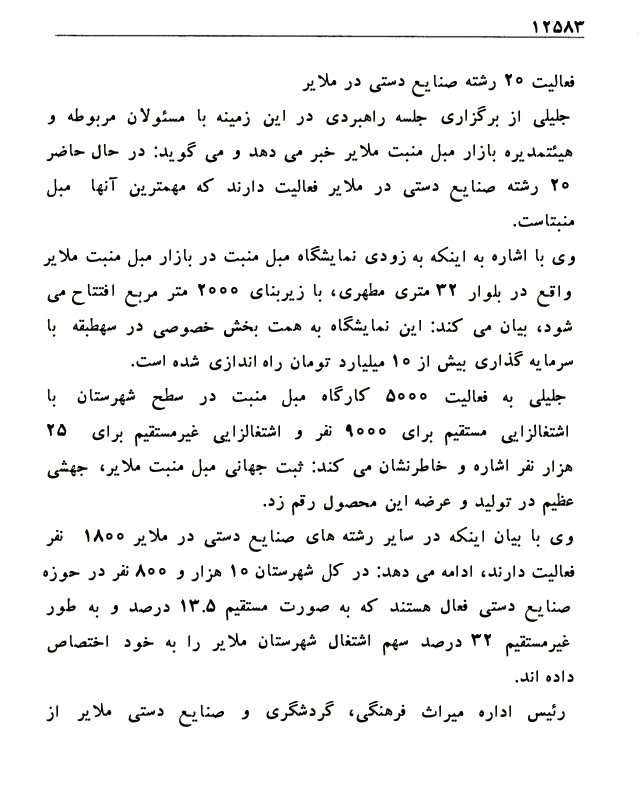 ۱۲۵۸۳
فعالیت ۲۰ رشته صنایع دستی در ملایر
جلیلی از برگزاری جلسه راهبردی در این زمینه با مسئولان مربوطه و
هیئتمدیره بازار مبل منبت ملایر خبر می دهد و می گوید: در حال حاضر
۲۰ رشته صنایع دستی در ملایر فعالیت دارند که مهمترین آنها مبل
منبتاست.
وی با اشاره به اینکه به زودی نمایشگاه مبل منبت در بازار مبل منبت ملایر
واقع در بلوار ۳۲ متری مطهری، با زیربنای ۲۰۰۰ متر مربع افتتاح می
شود، بیان می کند: این نمایشگاه به همت بخش خصوصی در سهطبقه با
سرمایه گذاری بیش از ۱۰ میلیارد تومان راه اندازی شده است.
جلیلی به فعالیت ۵۰۰۰ کارگاه مبل منبت در سطح شهرستان با
اشتغالزایی مستقیم برای ۹۰۰۰ نفر و اشتغالزایی غیرمستقیم برای ۲۵
هزار نفر اشاره و خاطرنشان می کند: ثبت جهانی مبل منبت ملایر، جهشی
عظیم در تولید و عرضه این محصول رقم زد.
وی با بیان اینکه در سایر رشته های صنایع دستی در ملایر ۱۸۰۰ نفر
فعالیت دارند، ادامه می دهد: در کل شهرستان ۱۰ هزار و ۸۰۰ نفر در حوزه
صنایع دستی فعال هستند که به صورت مستقیم ۱۳.۵ درصد و به طور
غیرمستقیم ۳۲ درصد سهم اشتغال شهرستان ملایر را به خود اختصاص
داده اند.
رئیس اداره میراث فرهنگی، گردشگری و صنایع دستی ملایر از